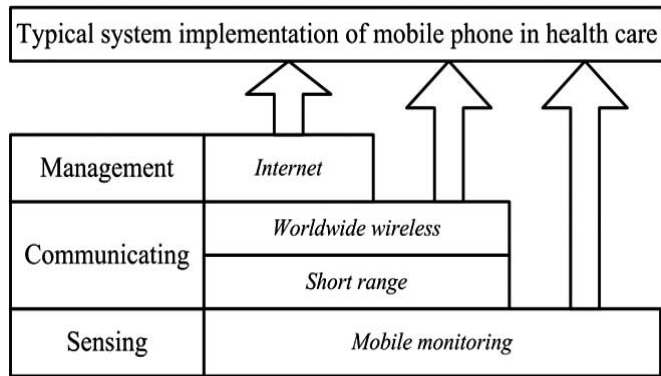 Typical system implementation of mobile phone in health care
Management
Internet
Communicating
Worldwide wireless
Short range
Sensing
Mobile monitoring